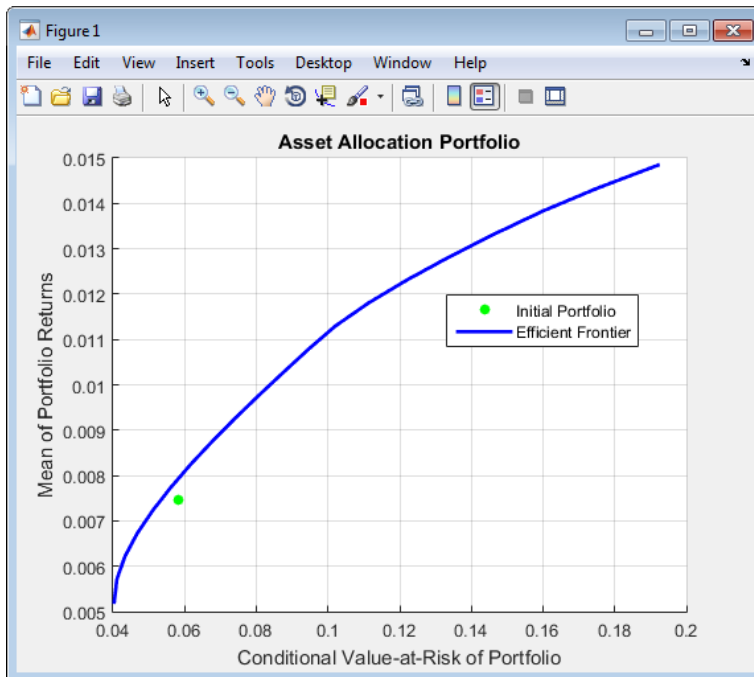 Figure 1
File Edit View Insert Tools Desktop Window Help
Asset Allocation Portfolio
0.015
0.014
0.013
0.012
0.011
0.01
0.009
0.008
0.007
0.006
0.005
Mean of Portfolio Returns
Initial Portfolio
Efficient Frontier
0.04 0.06 0.08 0.1 0.12 0.14 0.16 0.18 0.2
Conditional Value-at-Risk of Portfolio